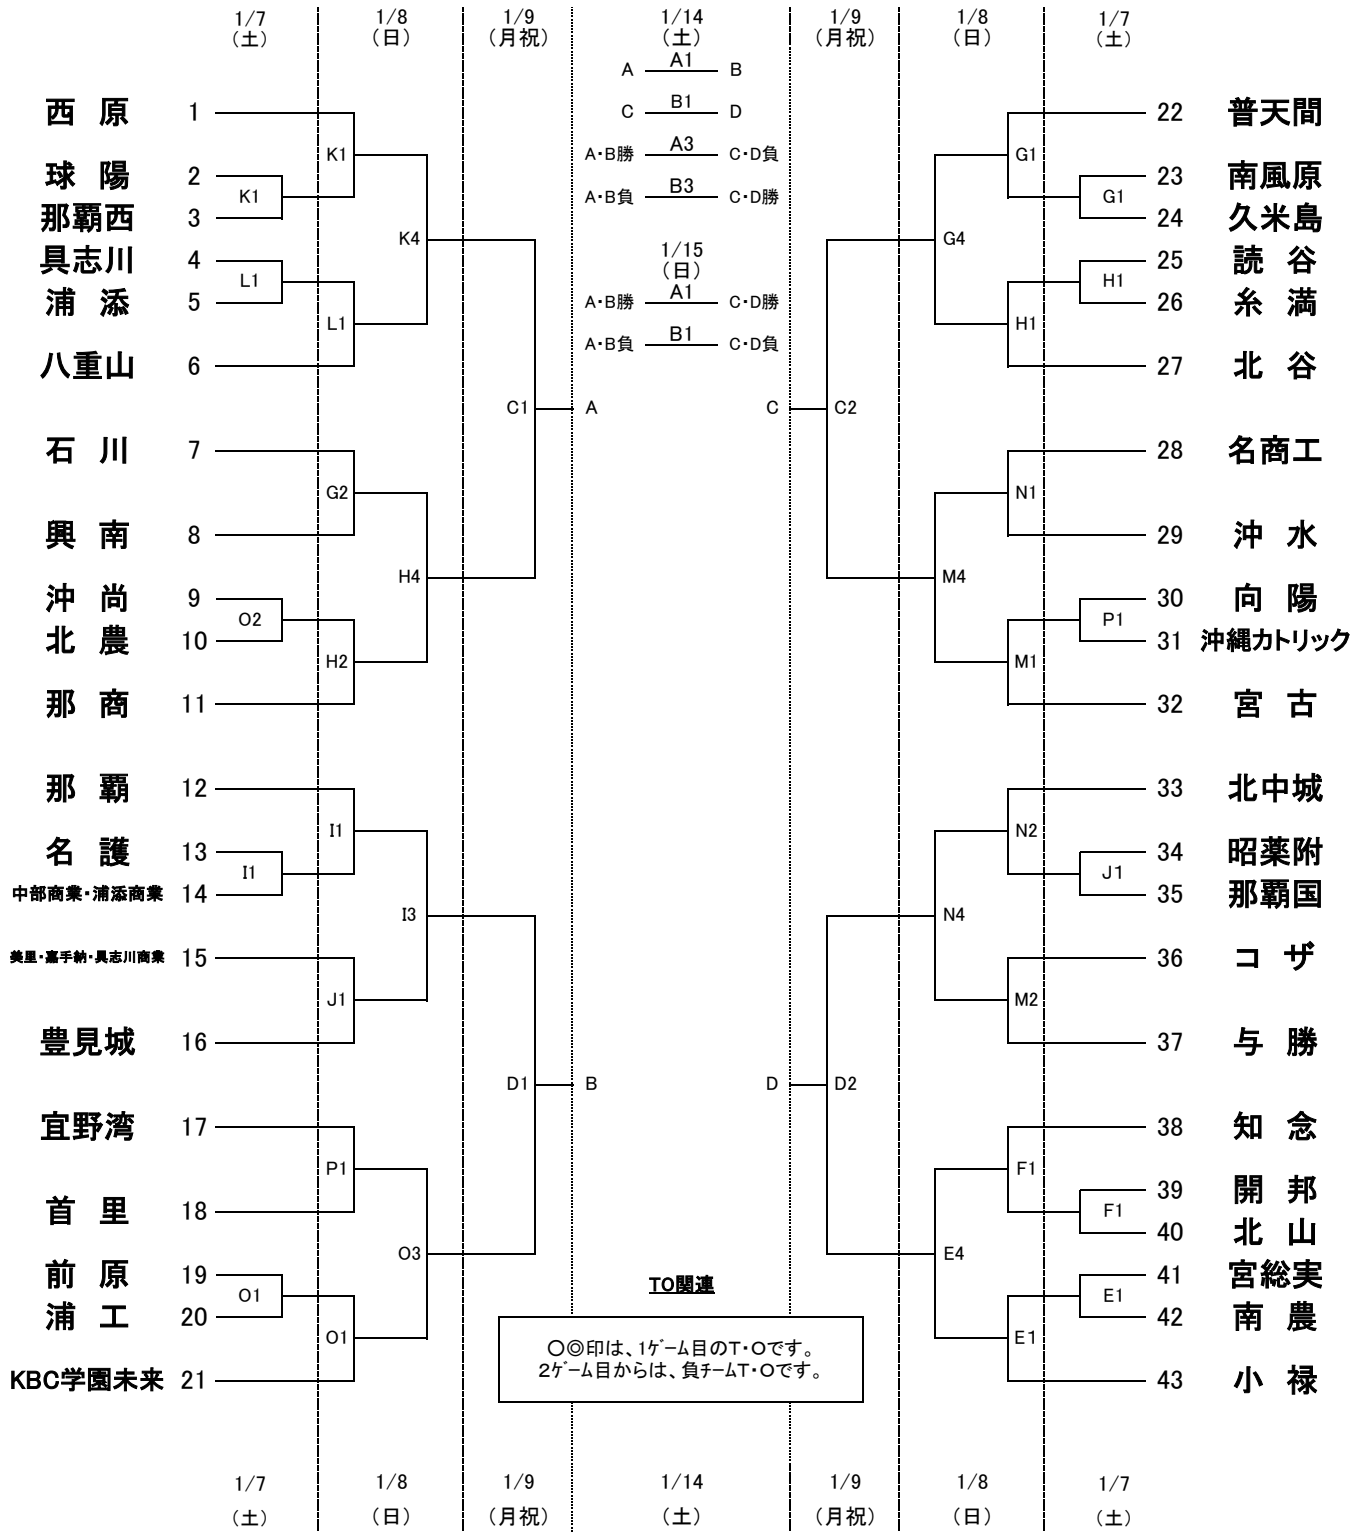 1/7 1/8 1/9 1/14 1/9 1/8 1/7
(土) (日) (月祝) (土) (月祝) (日) (土)
A A1 B
西 原 1 C B1 D 22 普天間
K1 A・B勝 A3 C・D負 G1
球 陽 2 23 南風原
K1 A・B負 B3 C・D勝 G1
那覇西 3 24 久米島
K4 G4
具志川 4 1/15 25 読 谷
L1 (日) H1
浦 添 5 A・B勝 A1 C・D勝 26 糸 満
L1 H1
A・B負 B1 C・D負
八重山 6 27 北 谷
C1 A C C2
石 川 7 28 名商工
G2 N1
興 南 8 29 沖 水
H4 M4
沖 尚 9 30 向 陽
O2 P1
北 農 10 31 沖縄カトリック
H2 M1
那 商 11 32 宮 古
那 覇 12 33 北中城
I1 N2
名 護 13 34 昭薬附
I1 J1
中部商業・浦添商業 14 35 那覇国
I3 N4
美里・嘉手納・具志川商業 15 36 コ ザ
J1 M2
豊見城 16 37 与 勝
D1 B D D2
宜野湾 17 38 知 念
P1 F1
39 開 邦
首 里 18 F1
40 北 山
O3 E4
前 原 19 TO関連 41 宮総実
O1 E1
浦 工 20 42 南 農
O1 E1
○◎印は、1ゲーム目のT・Oです。
2ゲーム目からは、負チームT・Oです。
KBC学園未来 21 43 小 禄
1/7 1/8 1/9 1/14 1/9 1/8 1/7
(土) (日) (月祝) (土) (月祝) (日) (土)